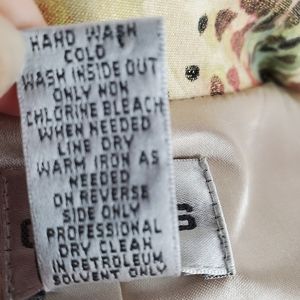 HAND WASH
COLD
WASH INSIDE OUT
ONLY NON
CHLORINE BLEACH
WHEN NEEDED
LINE DRY
WARM IRON AS
NEEDED
ON REVERSE
SIDE ONLY
PROFESSIONAL
DRY CLEAN
IN PETROLEUM
SOLVENT ONLY